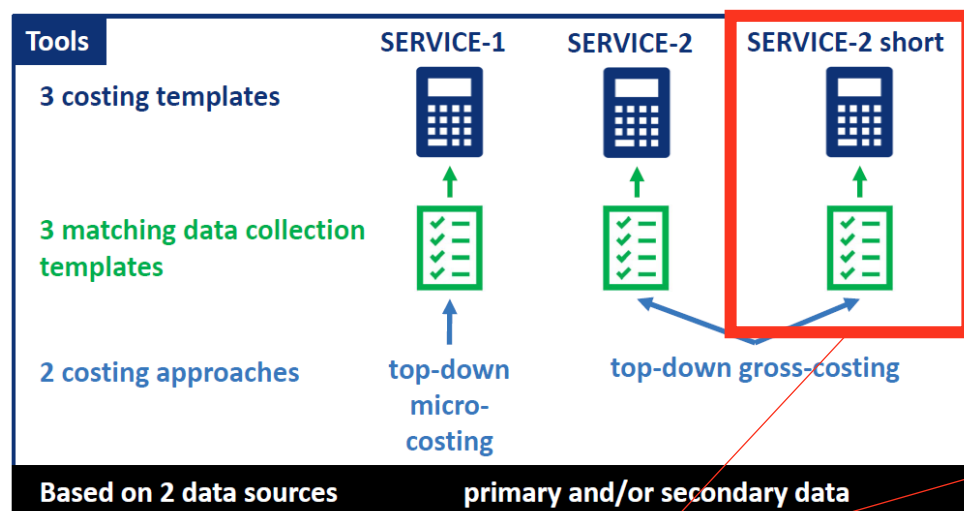 Tools
SERVICE-1
SERVICE-2
SERVICE-2 short
3 costing templates
3 matching data collection
templates
2 costing approaches
top-down
micro-
costing
top-down gross-costing
Based on 2 data sources
primary and/or secondary data